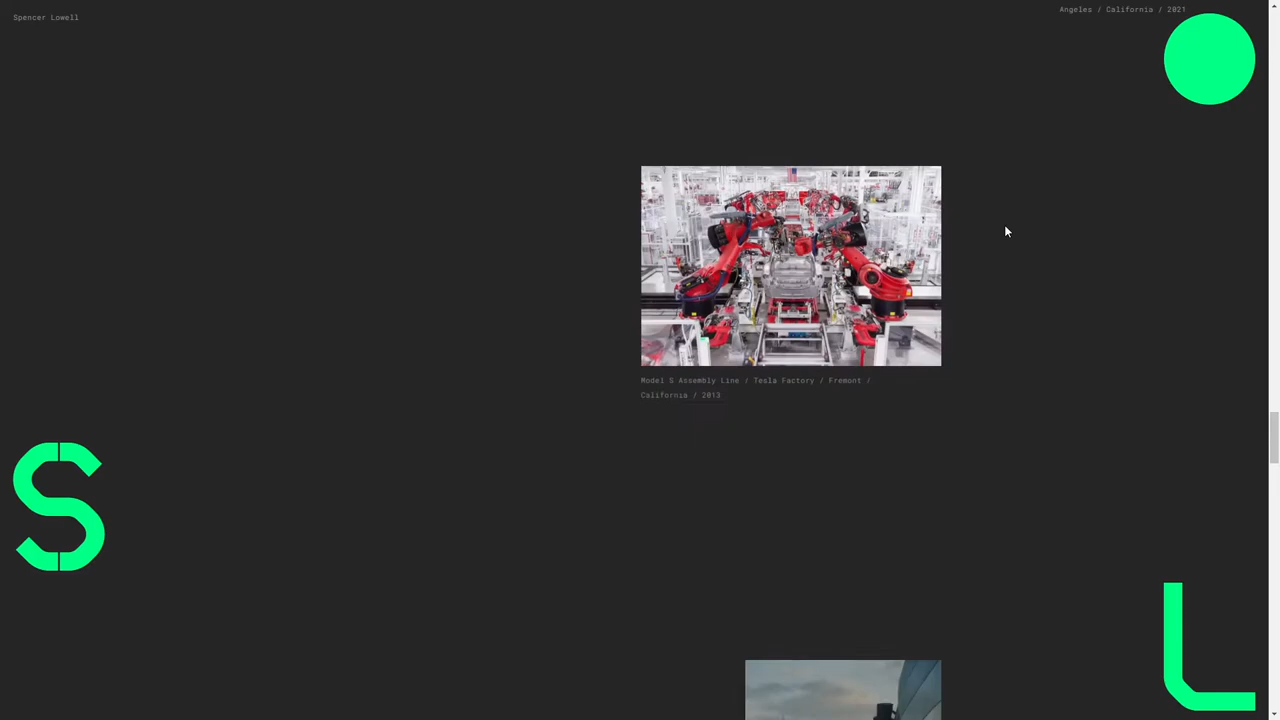 Spencer Lowell
Angeles / California / 2021
Model S Assembly Line / Tesla Factory / Fremont /
California / 2013
S
L